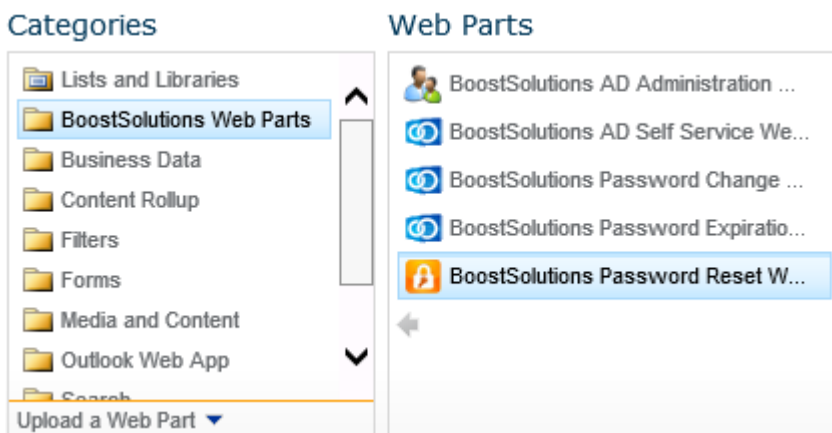 Categories
Lists and Libraries
BoostSolutions Web Parts
Business Data
Content Rollup
Filters
Forms
Media and Content
Outlook Web App
Search
Upload a Web Part
Web Parts
BoostSolutions AD Administration ...
BoostSolutions AD Self Service We...
BoostSolutions Password Change ...
BoostSolutions Password Expiratio...
BoostSolutions Password Reset W...